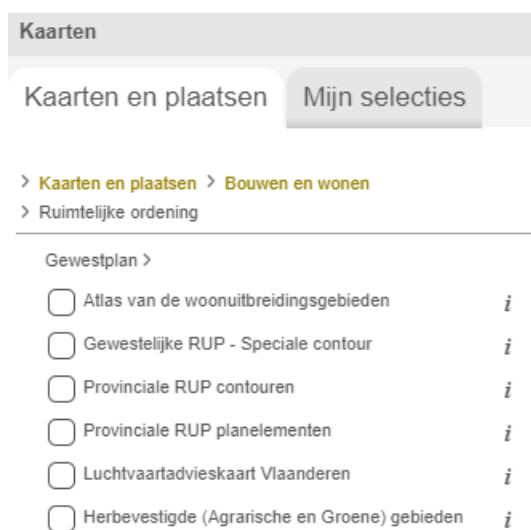 Kaarten
Kaarten en plaatsen Mijn selecties
> Kaarten en plaatsen > Bouwen en wonen
> Ruimtelijke ordening
Gewestplan >
Atlas van de woonuitbreidingsgebieden i
Gewestelijke RUP - Speciale contour i
Provinciale RUP contouren i
Provinciale RUP planelementen i
Luchtvaartadvieskaart Vlaanderen i
Herbevestigde (Agrarische en Groene) gebieden i